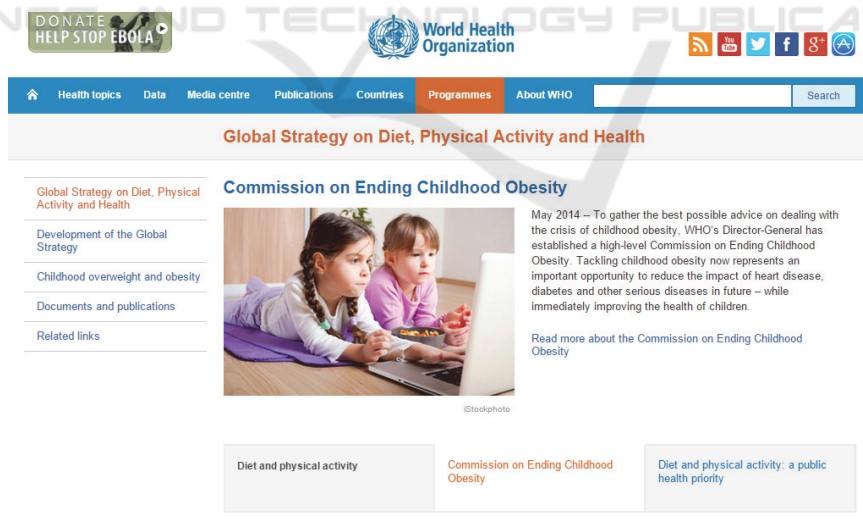 DONATE
HELP STOP EBOLA
World Health
Organization
You
Tube
f
g+
Health topics Data Media centre Publications Countries Programmes About WHO Search
Global Strategy on Diet, Physical Activity and Health
Global Strategy on Diet, Physical
Activity and Health
Development of the Global
Strategy
Childhood overweight and obesity
Documents and publications
Related links
Commission on Ending Childhood Obesity
May 2014 -- To gather the best possible advice on dealing with
the crisis of childhood obesity, WHO's Director-General has
established a high-level Commission on Ending Childhood
Obesity. Tackling childhood obesity now represents an
important opportunity to reduce the impact of heart disease,
diabetes and other serious diseases in future – while
immediately improving the health of children.
Read more about the Commission on Ending Childhood
Obesity
iStockphoto
Diet and physical activity
Commission on Ending Childhood
Obesity
Diet and physical activity: a public
health priority